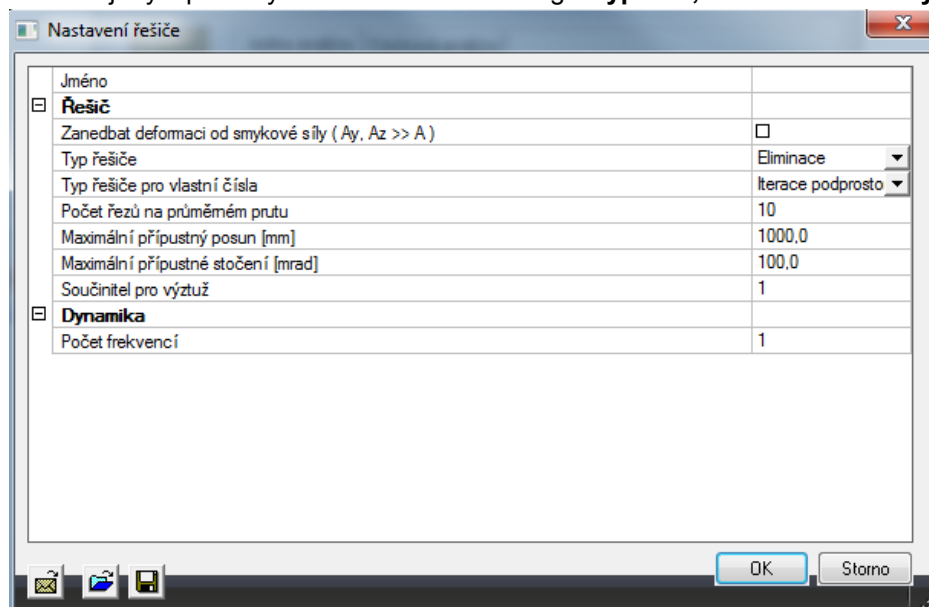 Nastavení řešiče
Jméno
Řešič
Zanedbat deformaci od smykové síly ( Ay, Az >> A )
Typ řešiče Eliminace
Typ řešiče pro vlastní čísla Iterace podprosto
Počet řezů na průměrném prutu 10
Maximální přípustný posun [mm] 1000,0
Maximální přípustné stočení [mrad] 100,0
Součinitel pro výztuž 1
Dynamika
Počet frekvencí 1
OK Storno